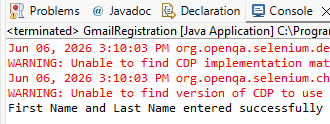 Problems @ Javadoc Declaration Console
<terminated> GmailRegistration [Java Application] C:\Program
Jun 06, 2026 3:10:03 PM org.openqa.selenium.de
WARNING: Unable to find CDP implementation mat
Jun 06, 2026 3:10:03 PM org.openqa.selenium.ch
WARNING: Unable to find version of CDP to use
First Name and Last Name entered successfully